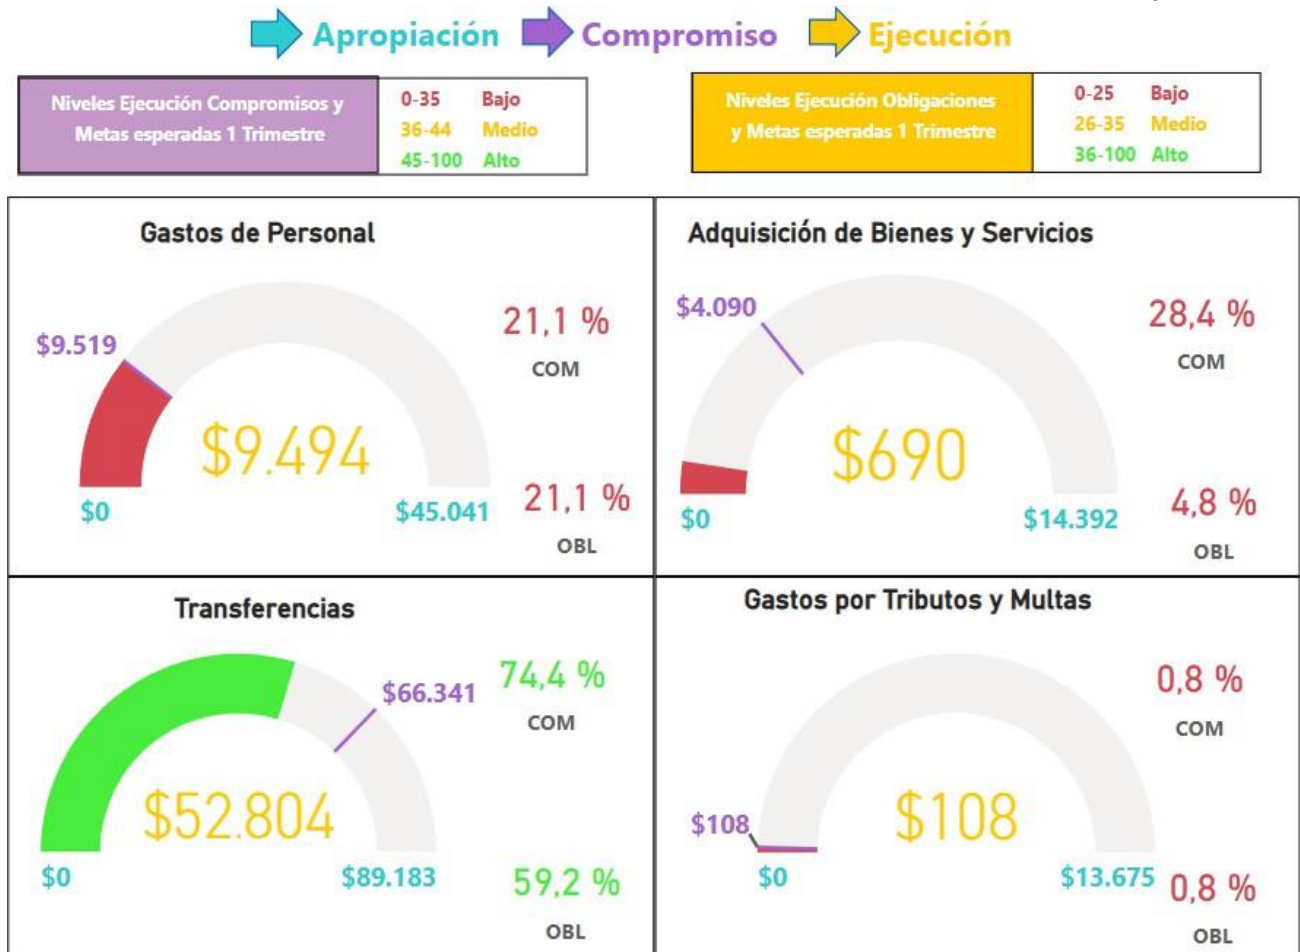 Apropiación Compromiso Ejecución
Niveles Ejecución Compromisos y
Metas esperadas 1 Trimestre
0-35 Bajo
36-44 Medio
45-100 Alto
Niveles Ejecución Obligaciones
y Metas esperadas 1 Trimestre
0-25 Bajo
26-35 Medio
36-100 Alto
Gastos de Personal
$9.519
21,1 %
COM
$9.494
$0
$45.041
21,1 %
OBL
Adquisición de Bienes y Servicios
$4.090
28,4 %
COM
$690
$0
$14.392
4,8 %
OBL
Transferencias
$66.341
74,4 %
COM
$52.804
$0
$89.183
59,2 %
OBL
Gastos por Tributos y Multas
0,8 %
COM
$108
$108
$0
$13.675
0,8 %
OBL